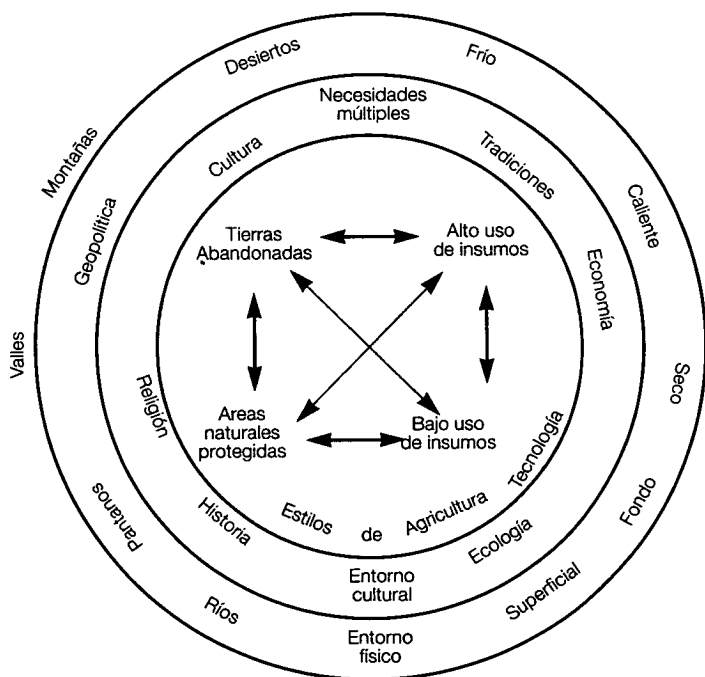 Desiertos
Frío
Montañas
Caliente
Valles
Seco
Pantanos
Fondo
Ríos
Superficial
Entorno
físico
Necesidades
múltiples
Cultura
Tradiciones
Geopolítica
Economía
Religión
Tecnología
Historia
Ecología
Entorno
cultural
Tierras
Abandonadas
Alto uso
de insumos
Areas
naturales
protegidas
Bajo uso
de insumos
Estilos de Agricultura